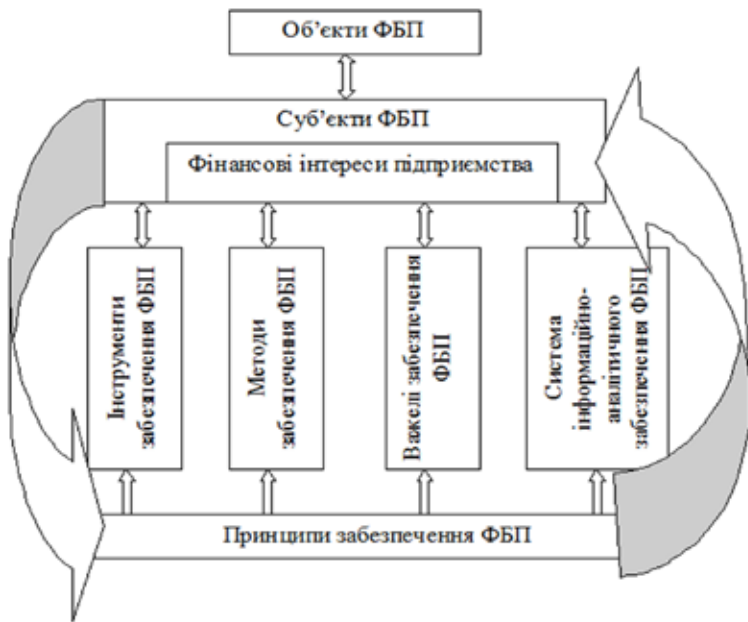 Об’єкти ФБП
Суб’єкти ФБП
Фінансові інтереси підприємства
Інструменти
забезпечення ФБП
Методи
забезпечення ФБП
Важелі забезпечення
ФБП
Система
інформаційно-
аналітичного
забезпечення ФБП
Принципи забезпечення ФБП